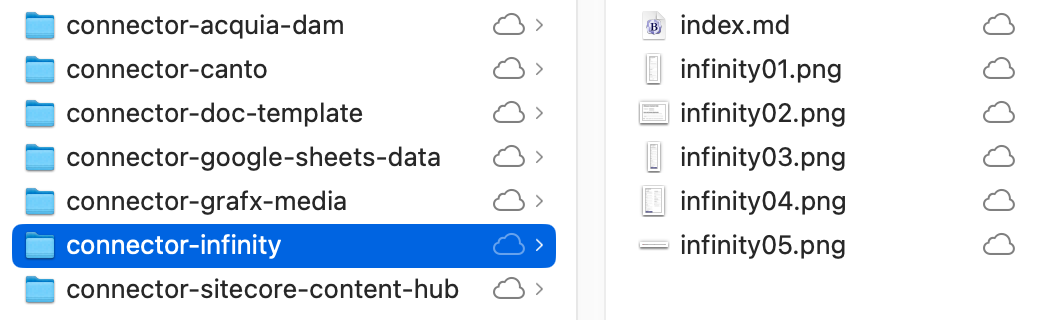 connector-acquia-dam
connector-canto
connector-doc-template
connector-google-sheets-data
connector-grafx-media
connector-infinity
connector-sitecore-content-hub
index.md
infinity01.png
infinity02.png
infinity03.png
infinity04.png
infinity05.png